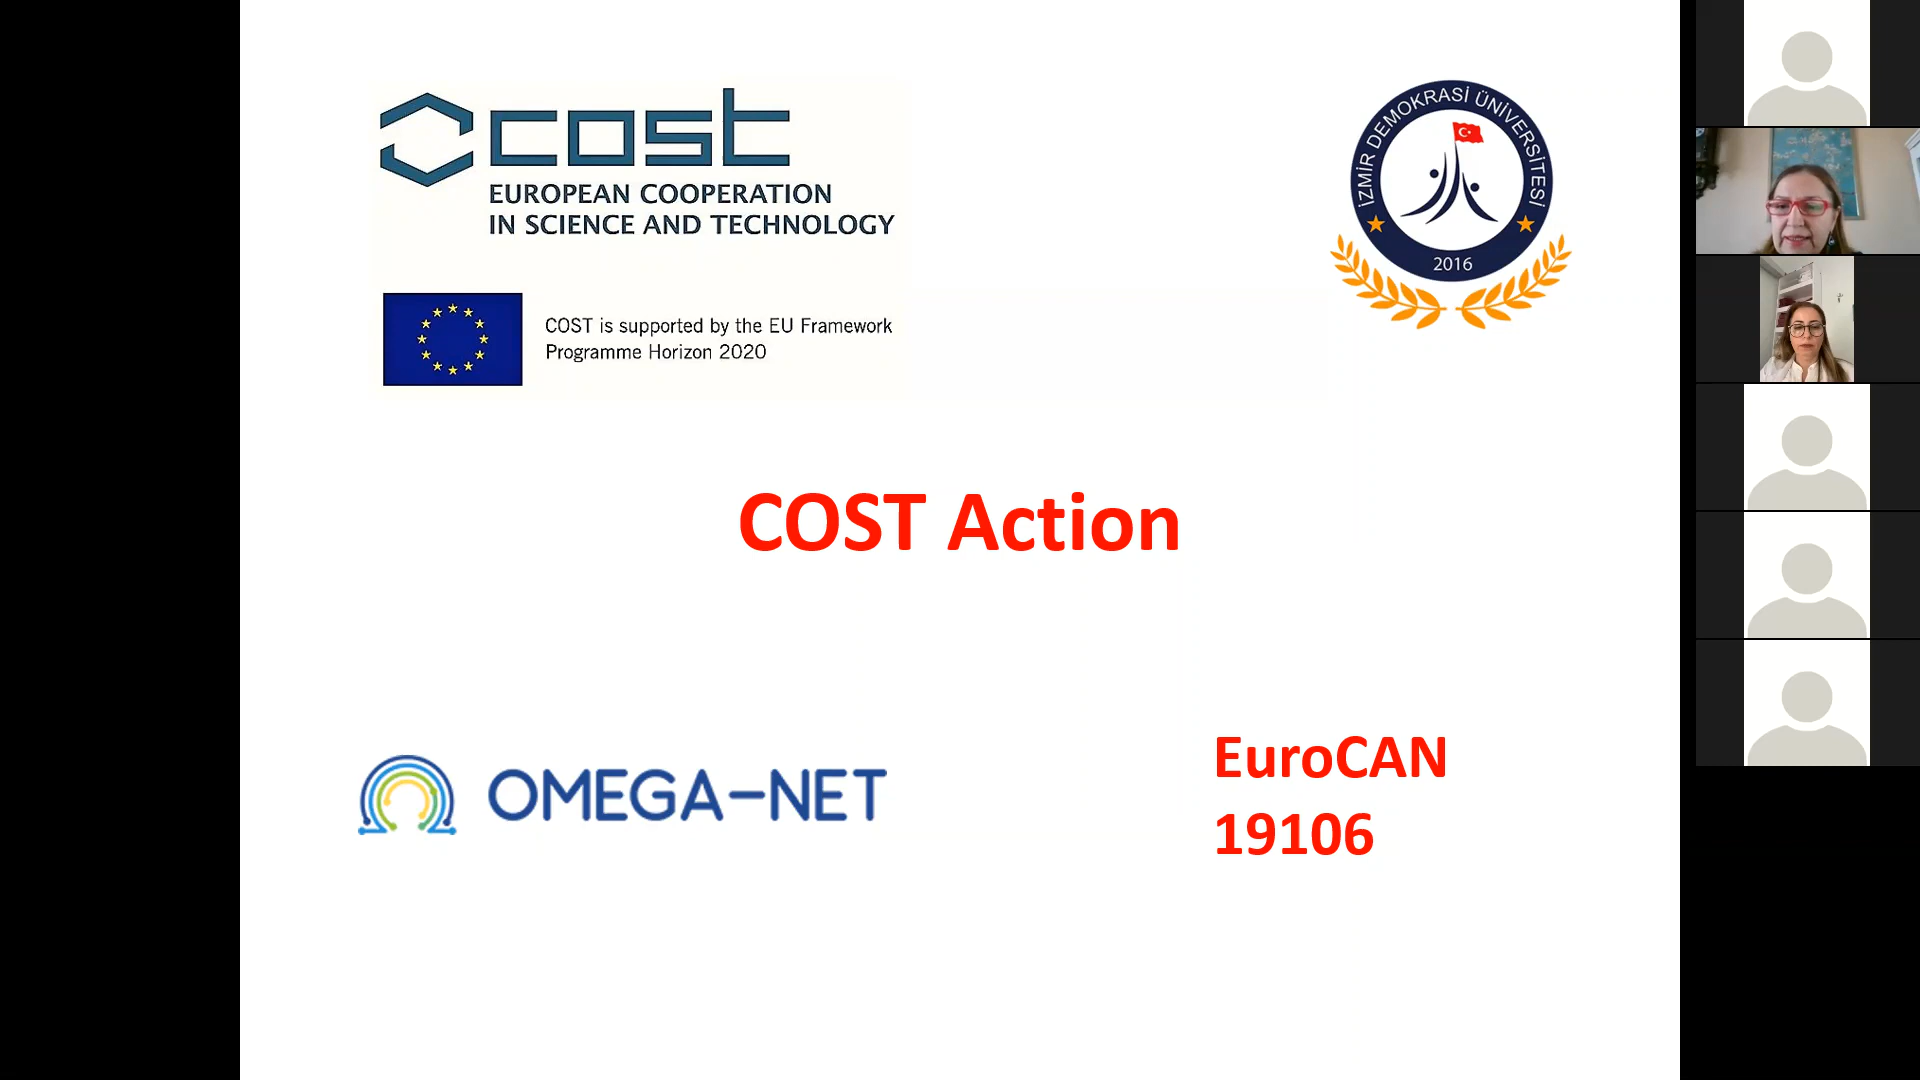 cost
EUROPEAN COOPERATION
IN SCIENCE AND TECHNOLOGY
İZMİR DEMOKRASİ ÜNİVERSİTESİ
2016
COST is supported by the EU Framework
Programme Horizon 2020
COST Action
OMEGA-NET
EuroCAN
19106